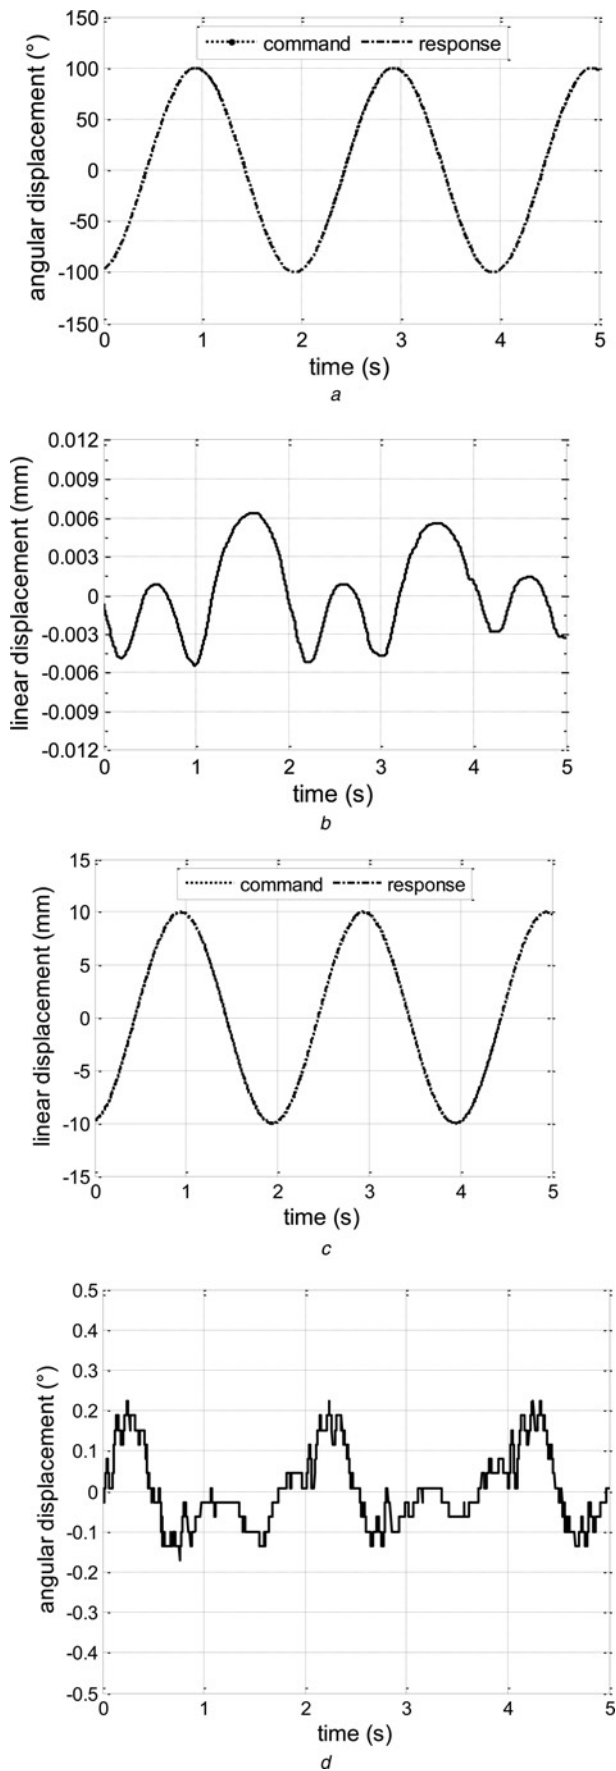 150
command response
100
50
0
-50
-100
-150
angular displacement (°)
0 1 2 3 4 5
time (s)
a
0.012
0.009
0.006
0.003
0
-0.003
-0.006
-0.009
-0.012
linear displacement (mm)
0 1 2 3 4 5
time (s)
b
15
command response
10
5
0
-5
-10
-15
linear displacement (mm)
0 1 2 3 4 5
time (s)
c
0.5
0.4
0.3
0.2
0.1
0
-0.1
-0.2
-0.3
-0.4
-0.5
angular displacement (°)
0 1 2 3 4 5
time (s)
d